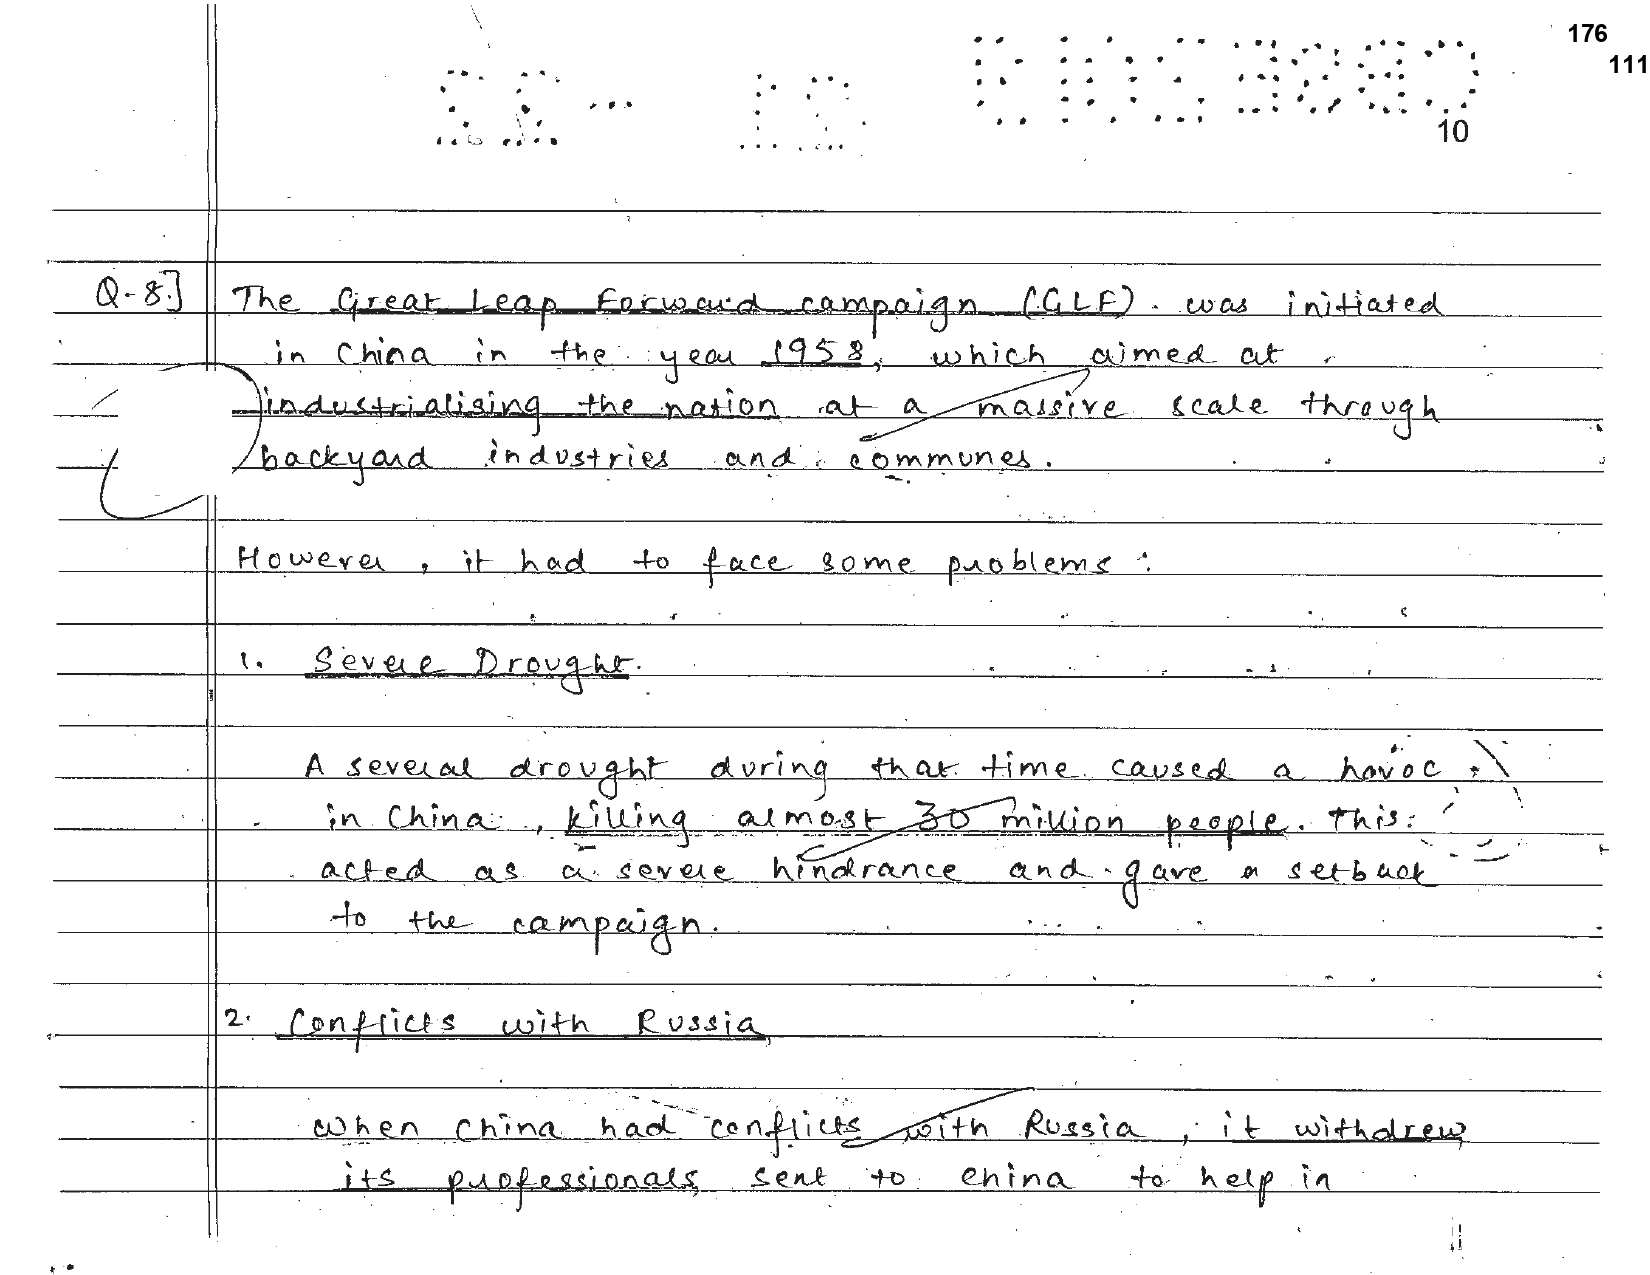 176
111
10
Q-8.] The Great Leap Forward campaign (GLF). was initiated
in China in the year 1958, which aimed at
industrialising the nation at a massive scale through
backyard industries and communes.
However, it had to face some problems :
1. Severe Drought.
A several drought during that time caused a havoc
in China, killing almost 30 million people. This
acted as a severe hindrance and gave a setback
to the campaign.
2. Conflicts with Russia
When China had conflicts with Russia, it withdrew
its professionals sent to China to help in